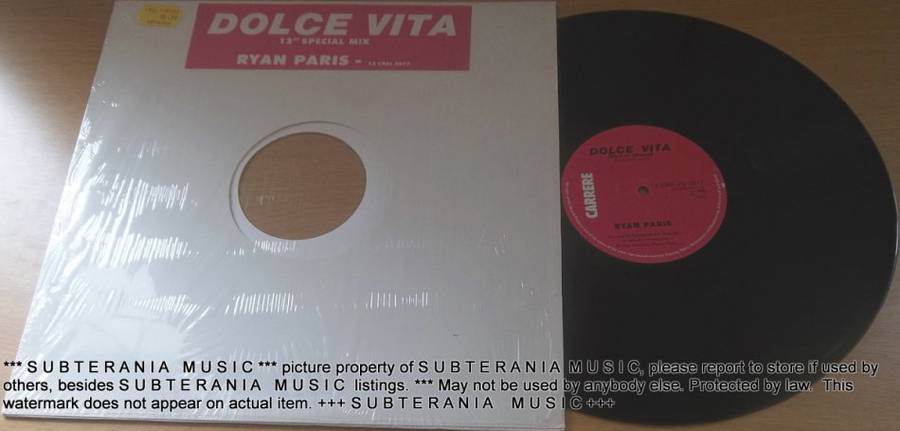 DOLCE VITA
12" SPECIAL MIX
RYAN PARIS -
DOLCE VITA
CARRERE
RYAN PARIS
*** S U B T E R A N I A M U S I C *** picture property of S U B T E R A N I A M U S I C, please report to store if used by
others, besides S U B T E R A N I A M U S I C listings. *** May not be used by anybody else. Protected by law. This
watermark does not appear on actual item. +++ S U B T E R A N I A M U S I C +++